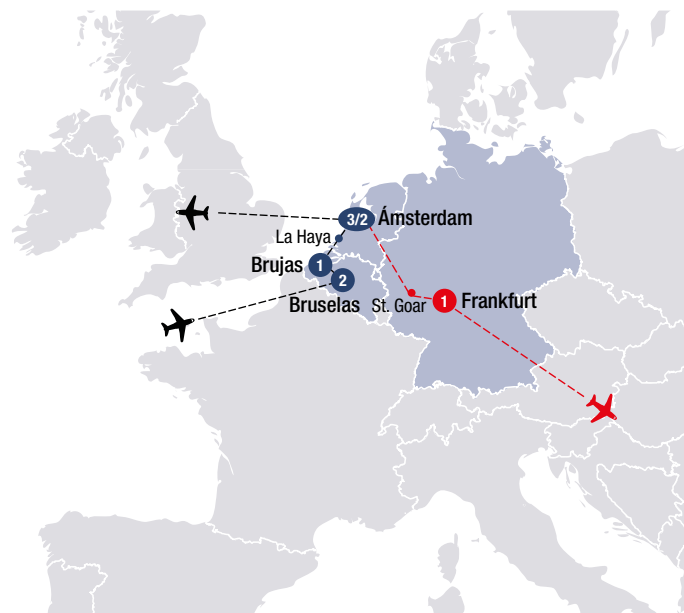 3/2 Ámsterdam
La Haya
Brujas 1
2
Bruselas
St. Goar 1 Frankfurt